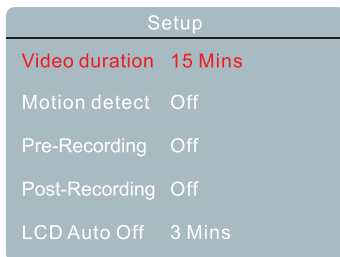 Setup
Video duration 15 Mins
Motion detect Off
Pre-Recording Off
Post-Recording Off
LCD Auto Off 3 Mins